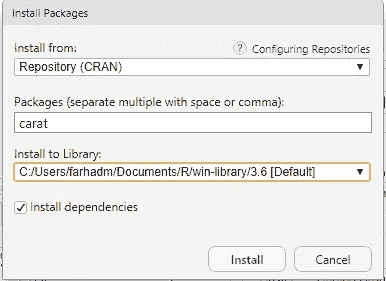 Install Packages
Install from:
? Configuring Repositories
Repository (CRAN)
Packages (separate multiple with space or comma):
carat
Install to Library:
C:/Users/farhadm/Documents/R/win-library/3.6 [Default]
Install dependencies
Install
Cancel